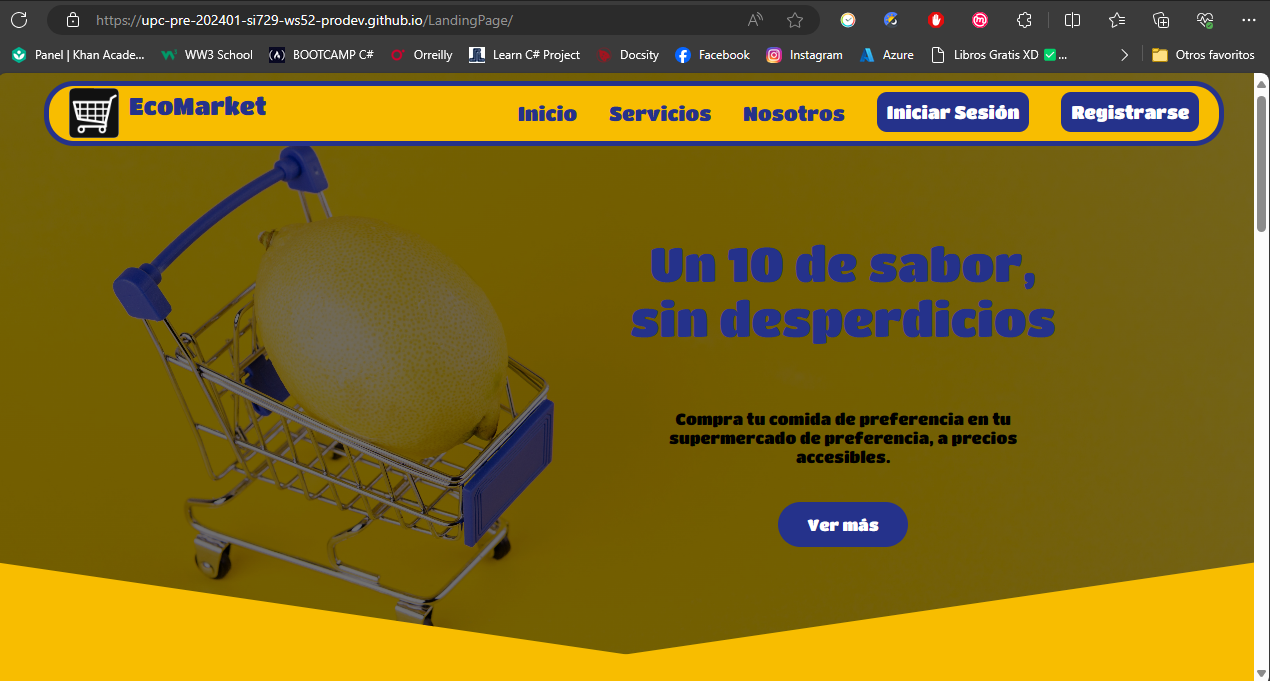 https://upc-pre-202401-si729-ws52-prodev.github.io/LandingPage/
Panel | Khan Acade... WW3 School BOOTCAMP C# Orreilly Learn C# Project Docsity Facebook Instagram Azure Libros Gratis XD ✅... Otros favoritos
EcoMarket Inicio Servicios Nosotros Iniciar Sesión Registrarse
Un 10 de sabor,
sin desperdicios
Compra tu comida de preferencia en tu
supermercado de preferencia, a precios
accesibles.
Ver más